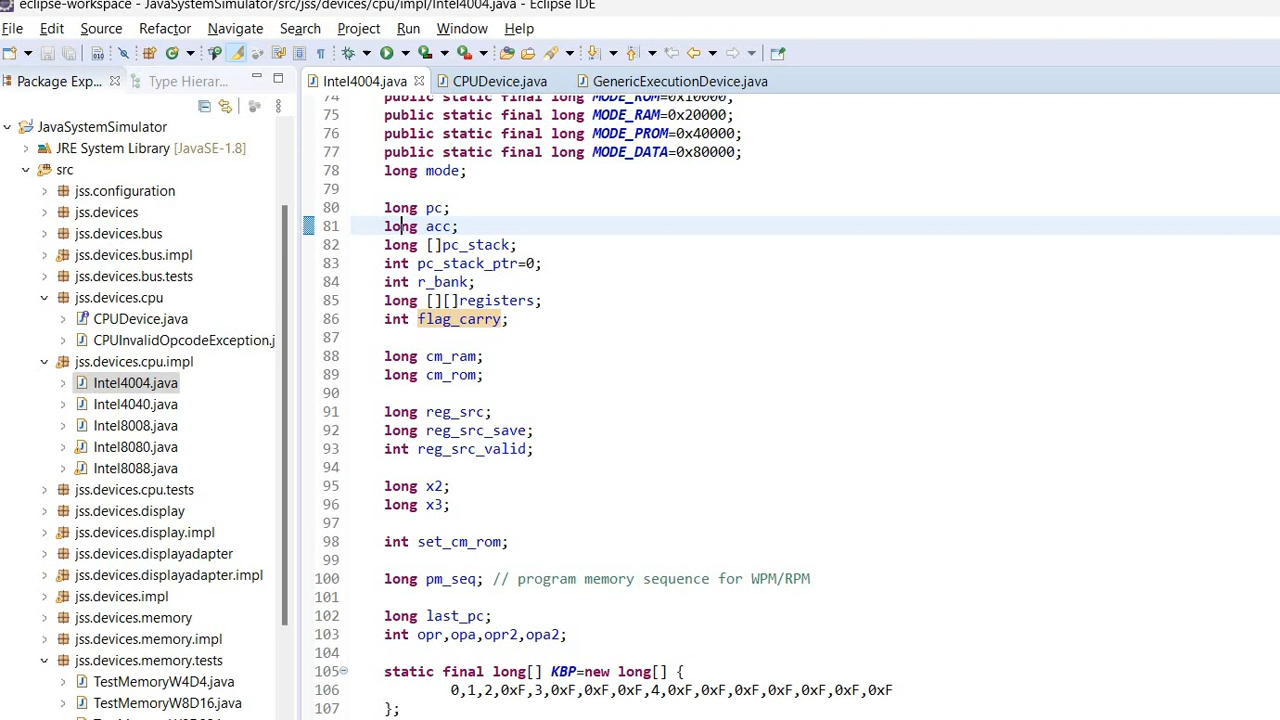 eclipse-workspace - JavaSystemSimulator/src/jss/devices/cpu/impl/Intel4004.java - Eclipse IDE
File Edit Source Refactor Navigate Search Project Run Window Help
Package Exp... Type Hierar...
Intel4004.java CPUDevice.java GenericExecutionDevice.java
JavaSystemSimulator
JRE System Library [JavaSE-1.8]
src
jss.configuration
jss.devices
jss.devices.bus
jss.devices.bus.impl
jss.devices.bus.tests
jss.devices.cpu
CPUDevice.java
CPUInvalidOpcodeException.j
jss.devices.cpu.impl
Intel4004.java
Intel4040.java
Intel8008.java
Intel8080.java
Intel8088.java
jss.devices.cpu.tests
jss.devices.display
jss.devices.display.impl
jss.devices.displayadapter
jss.devices.displayadapter.impl
jss.devices.impl
jss.devices.memory
jss.devices.memory.impl
jss.devices.memory.tests
TestMemoryW4D4.java
TestMemoryW8D16.java
74 public static final long MODE_ROM=0x10000;
75 public static final long MODE_RAM=0x20000;
76 public static final long MODE_PROM=0x40000;
77 public static final long MODE_DATA=0x80000;
78 long mode;
79
80 long pc;
81 long acc;
82 long []pc_stack;
83 int pc_stack_ptr=0;
84 int r_bank;
85 long [][]registers;
86 int flag_carry;
87
88 long cm_ram;
89 long cm_rom;
90
91 long reg_src;
92 long reg_src_save;
93 int reg_src_valid;
94
95 long x2;
96 long x3;
97
98 int set_cm_rom;
99
100 long pm_seq; // program memory sequence for WPM/RPM
101
102 long last_pc;
103 int opr,opa,opr2,opa2;
104
105 static final long[] KBP=new long[] {
106 0,1,2,0xF,3,0xF,0xF,0xF,4,0xF,0xF,0xF,0xF,0xF,0xF,0xF
107 };